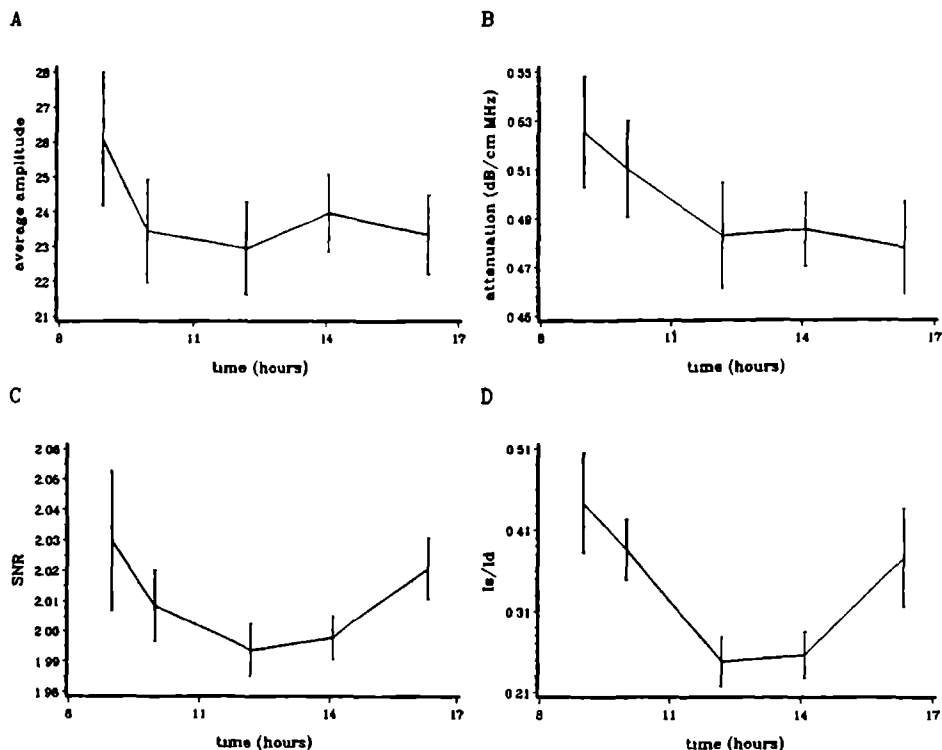 A
28
27
26
25
24
23
22
21
average amplitude
8 11 14 17
time (hours)
B
0.55
0.53
0.51
0.49
0.47
0.45
attenuation (dB/cm MHz)
8 11 14 17
time (hours)
C
2.06
2.05
2.04
2.03
2.02
2.01
2.00
1.99
1.98
SNR
8 11 14 17
time (hours)
D
0.51
0.41
0.31
0.21
Is/Id
8 11 14 17
time (hours)